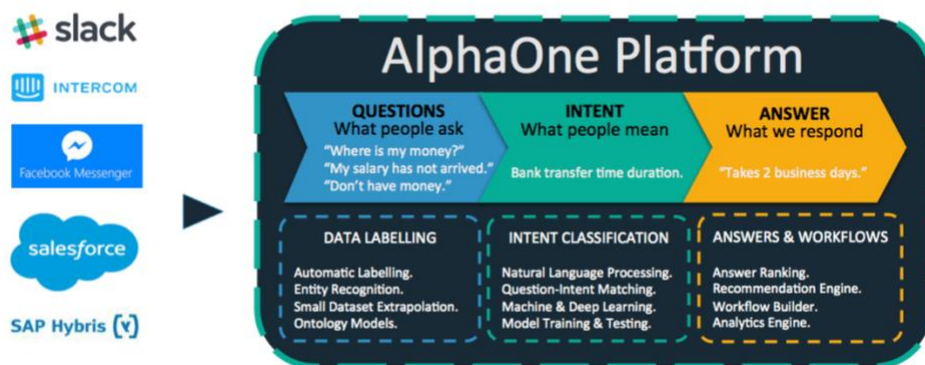 slack
INTERCOM
Facebook Messenger
salesforce
SAP Hybris (Y)
AlphaOne Platform
QUESTIONS
What people ask
"Where is my money?"
"My salary has not arrived."
"Don't have money."
INTENT
What people mean
Bank transfer time duration.
ANSWER
What we respond
"Takes 2 business days."
DATA LABELLING
Automatic Labelling.
Entity Recognition.
Small Dataset Extrapolation.
Ontology Models.
INTENT CLASSIFICATION
Natural Language Processing.
Question-Intent Matching.
Machine & Deep Learning.
Model Training & Testing.
ANSWERS & WORKFLOWS
Answer Ranking.
Recommendation Engine.
Workflow Builder.
Analytics Engine.